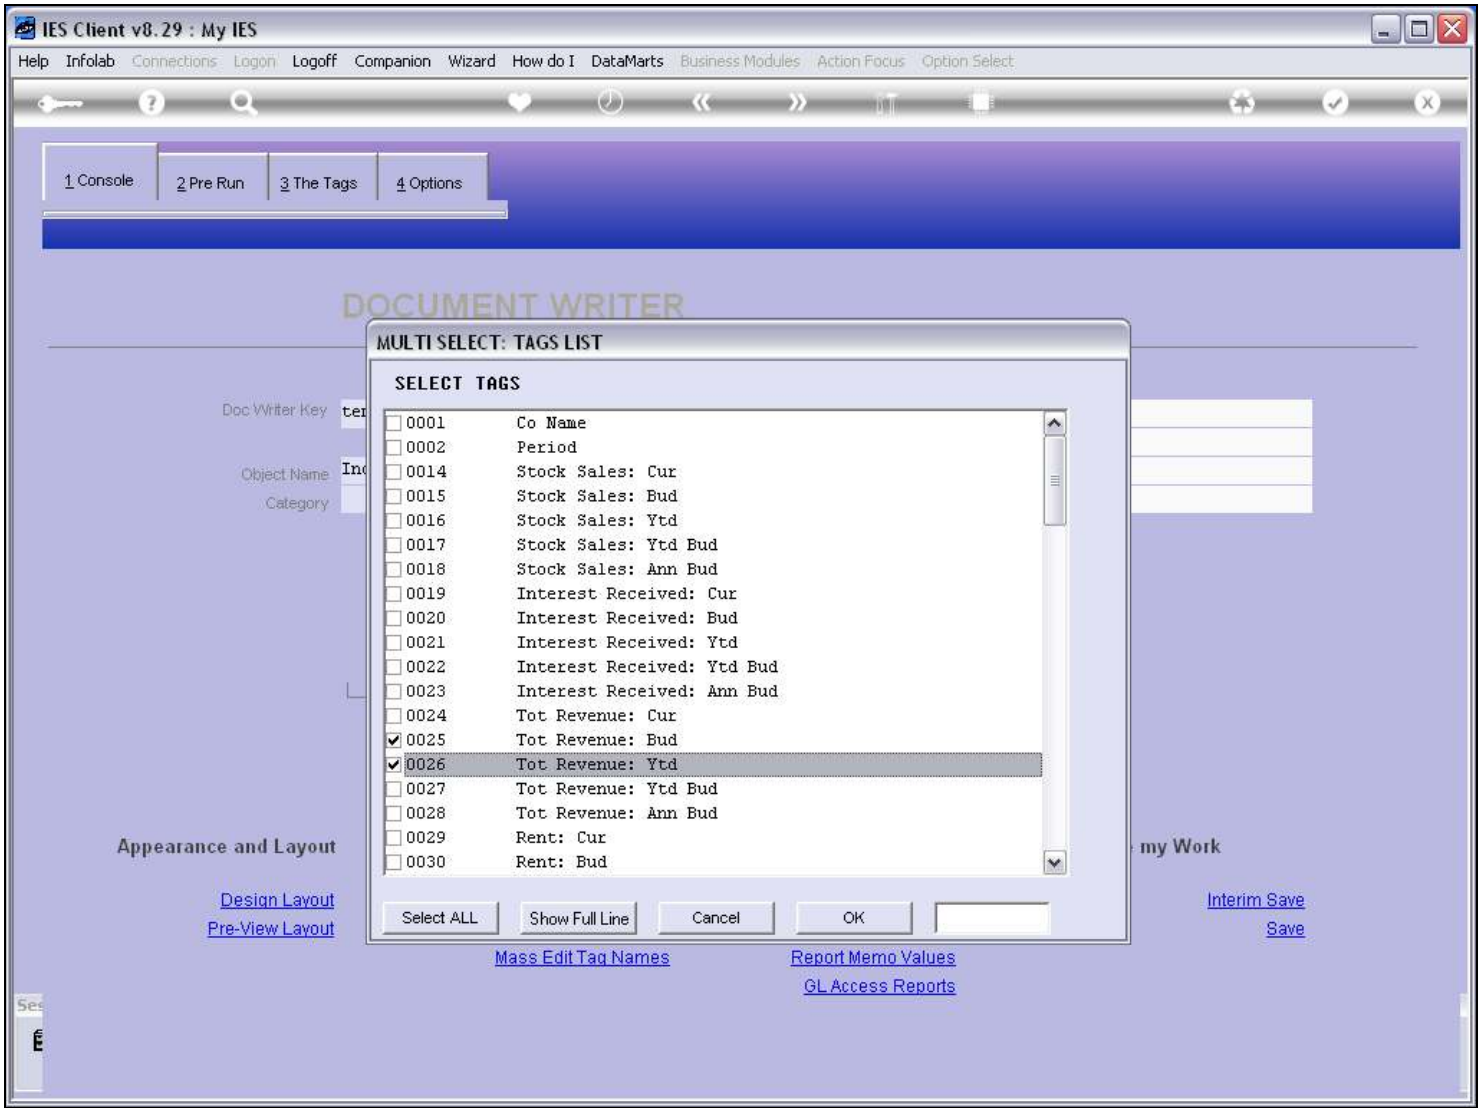 IES Client v8.29 : My IES
Help Infolab Connections Logon Logoff Companion Wizard How do I DataMarts Business Modules Action Focus Option Select
1 Console 2 Pre Run 3 The Tags 4 Options
DOCUMENT WRITER
MULTI SELECT: TAGS LIST
SELECT TAGS
Doc Writer Key
Object Name
Category
0001 Co Name
0002 Period
0014 Stock Sales: Cur
0015 Stock Sales: Bud
0016 Stock Sales: Ytd
0017 Stock Sales: Ytd Bud
0018 Stock Sales: Ann Bud
0019 Interest Received: Cur
0020 Interest Received: Bud
0021 Interest Received: Ytd
0022 Interest Received: Ytd Bud
0023 Interest Received: Ann Bud
0024 Tot Revenue: Cur
0025 Tot Revenue: Bud
0026 Tot Revenue: Ytd
0027 Tot Revenue: Ytd Bud
0028 Tot Revenue: Ann Bud
0029 Rent: Cur
0030 Rent: Bud
Select ALL Show Full Line Cancel OK
Appearance and Layout
Design Layout
Pre-View Layout
Mass Edit Tag Names
Report Memo Values
GL Access Reports
my Work
Interim Save
Save